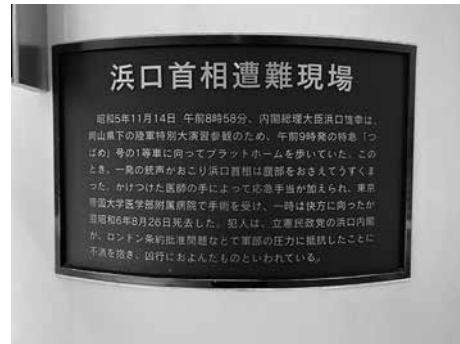 浜口首相遭難現場
昭和5年11月14日 午前8時58分、内閣総理大臣浜口雄幸は、
岡山県下の陸軍特別大演習参観のため、午前9時発の特急「つ
ばめ」号の1等車に向ってプラットホームを歩いていた。この
とき、一発の銃声がおこり浜口首相は腹部をおさえてうずくま
った。かけつけた医師の手によって応急手当が加えられ、東京
帝国大学医学部附属病院で手術を受け、一時は快方に向ったが
翌昭和6年8月26日死去した。犯人は、立憲民政党の浜口内閣
が、ロンドン条約批准問題などで軍部の圧力に抵抗したことに
不満を抱き、凶行におよんだものといわれている。